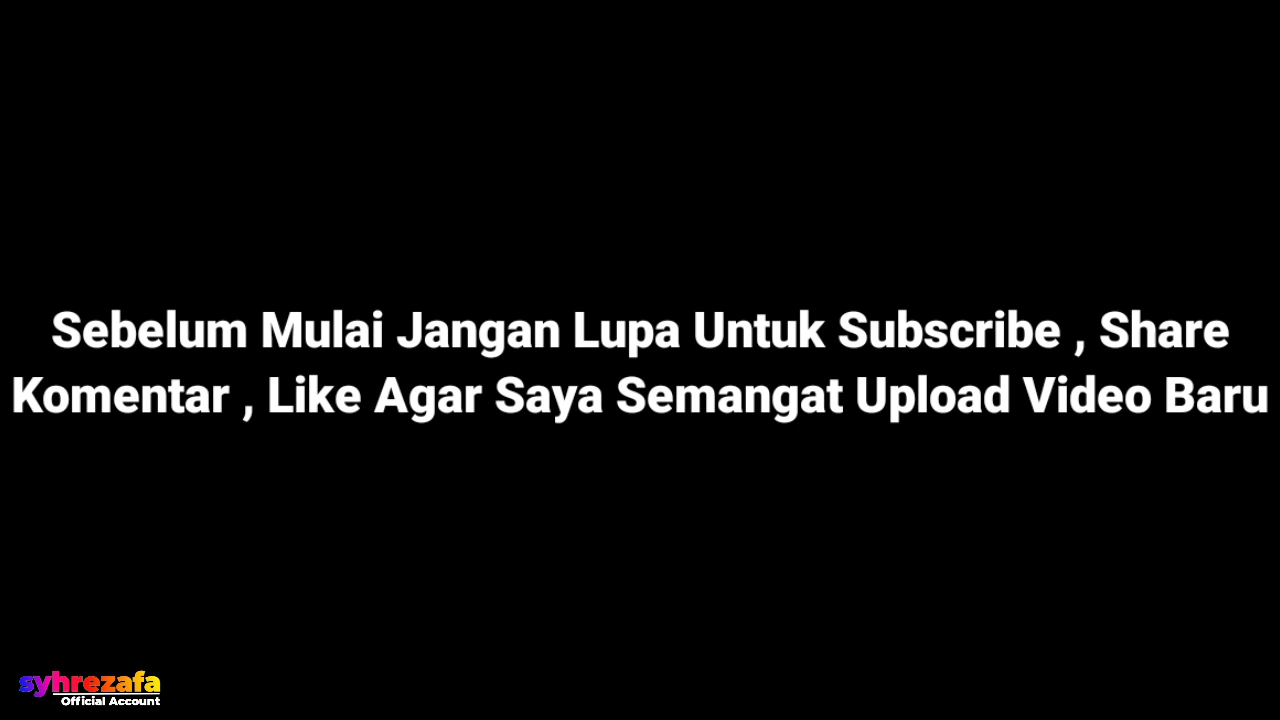 Sebelum Mulai Jangan Lupa Untuk Subscribe , Share
Komentar , Like Agar Saya Semangat Upload Video Baru
syhrezafa
Official Account